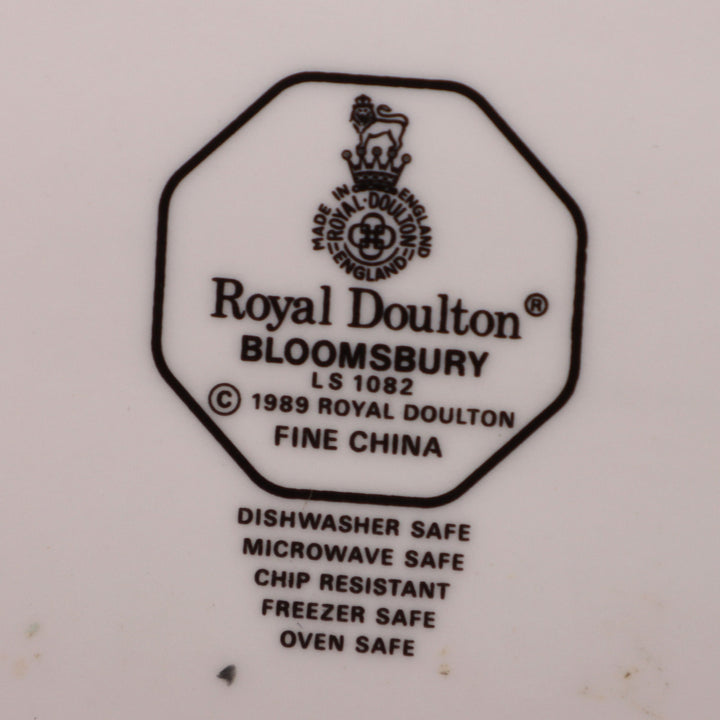 MADE IN ENGLAND
ROYAL·DOULTON
ENGLAND
Royal Doulton®
BLOOMSBURY
LS 1082
© 1989 ROYAL DOULTON
FINE CHINA
DISHWASHER SAFE
MICROWAVE SAFE
CHIP RESISTANT
FREEZER SAFE
OVEN SAFE